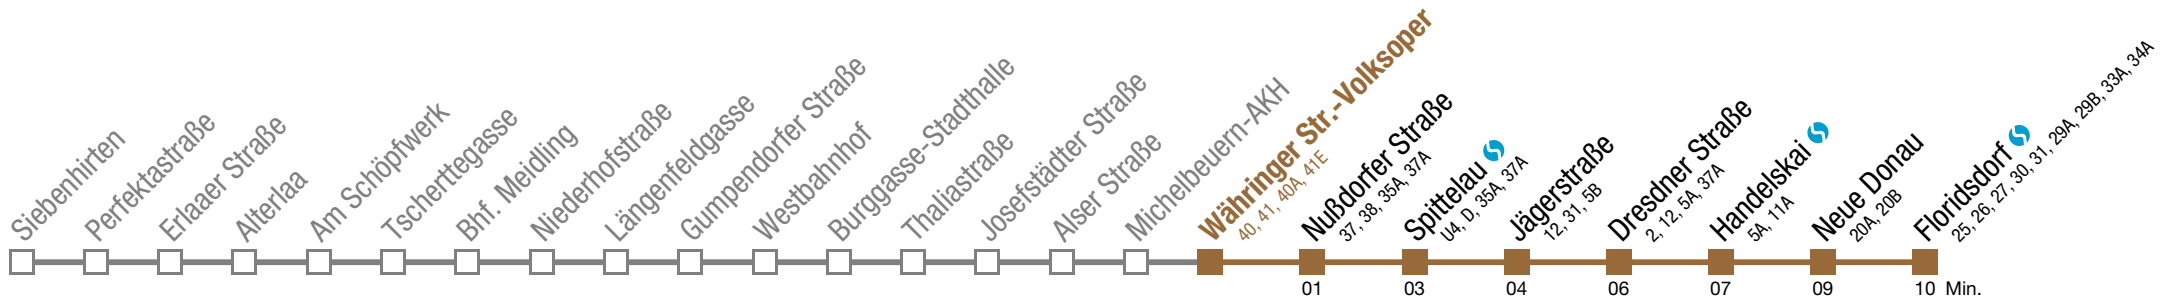 Siebenhirten
Perfektastraße
Erlaaer Straße
Alterlaa
Am Schöpfwerk
Tscherttegasse
Bhf. Meidling
Niederhofstraße
Längenfeldgasse
Gumpendorfer Straße
Westbahnhof
Burggasse-Stadthalle
Thaliastraße
Josefstädter Straße
Alser Straße
Michelbeuern-AKH
Währinger Str.-Volksoper
40, 41, 40A, 41E
Nußdorfer Straße
37, 38, 35A, 37A
Spittelau
U4, D, 35A, 37A
Jägerstraße
12, 31, 5B
Dresdner Straße
2, 12, 5A, 37A
Handelskai
5A, 11A
Neue Donau
20A, 20B
Floridsdorf
25, 26, 27, 30, 31, 29A, 29B, 33A, 34A
01 03 04 06 07 09 10 Min.